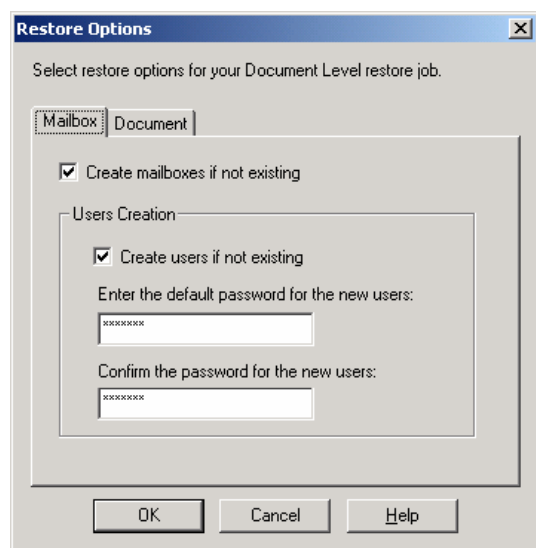 Restore Options
Select restore options for your Document Level restore job.
Mailbox Document
Create mailboxes if not existing
Users Creation
Create users if not existing
Enter the default password for the new users:
*******
Confirm the password for the new users:
*******
OK Cancel Help